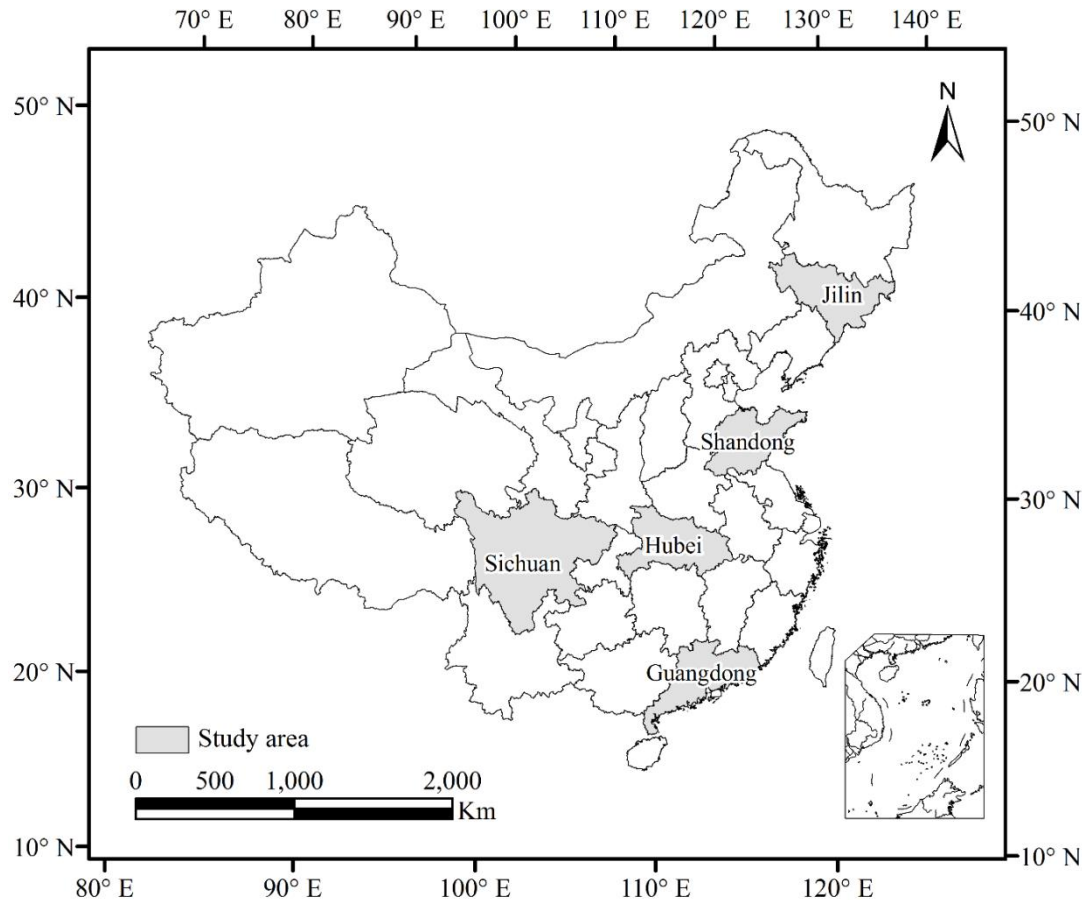 70° E 80° E 90° E 100° E 110° E 120° E 130° E 140° E
N
50° N 50° N
40° N 40° N
Jilin
Shandong
30° N 30° N
Hubei
Sichuan
Guangdong
20° N 20° N
Study area
0 500 1,000 2,000
Km
10° N 10° N
80° E 90° E 100° E 110° E 120° E